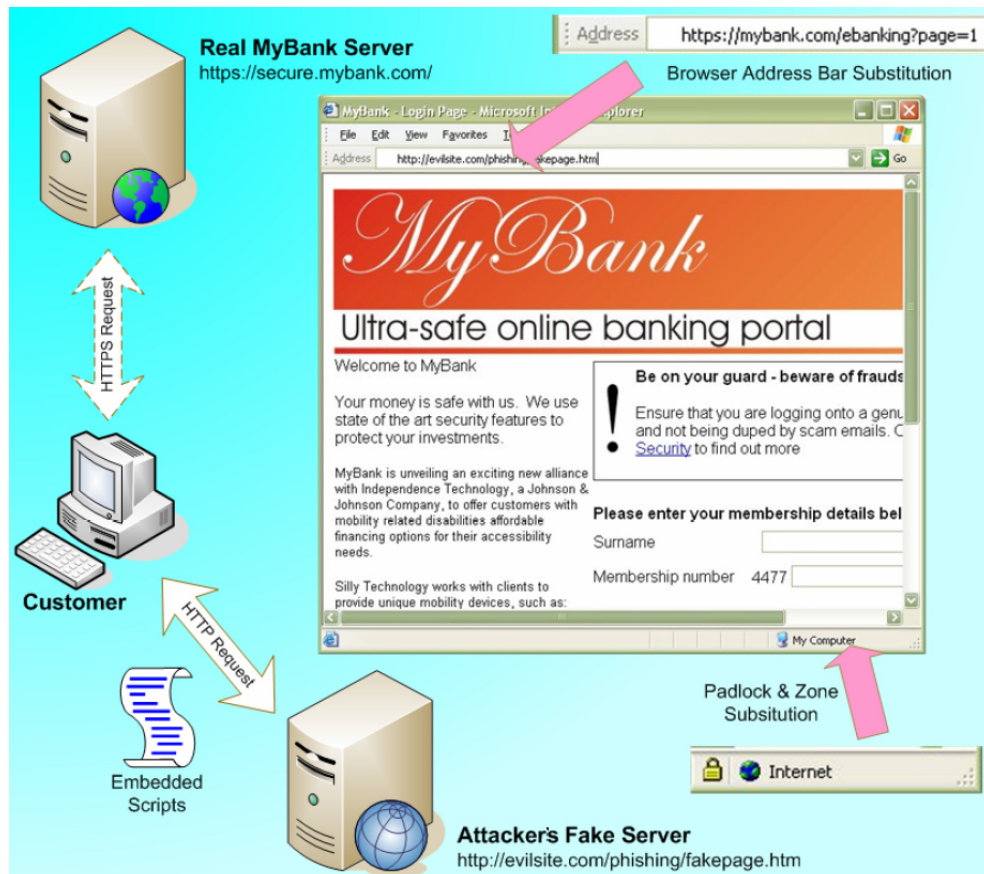 Real MyBank Server
https://secure.mybank.com/
Address https://mybank.com/ebanking?page=1
Browser Address Bar Substitution
MyBank - Login Page - Microsoft In plorer
File Edit View Favorites
Address http://evilsite.com/phishing/fakepage.htm Go
MyBank
Ultra-safe online banking portal
Welcome to MyBank
Your money is safe with us. We use
state of the art security features to
protect your investments.
MyBank is unveiling an exciting new alliance
with Independence Technology, a Johnson &
Johnson Company, to offer customers with
mobility related disabilities affordable
financing options for their accessibility
needs.
Silly Technology works with clients to
provide unique mobility devices, such as:
! Be on your guard - beware of frauds
Ensure that you are logging onto a genu
and not being duped by scam emails. C
Security to find out more
Please enter your membership details bel
Surname
Membership number 4477
My Computer
HTTPS Request
Customer
HTTP Request
Embedded
Scripts
Padlock & Zone
Subsitution
Internet
Attacker's Fake Server
http://evilsite.com/phishing/fakepage.htm